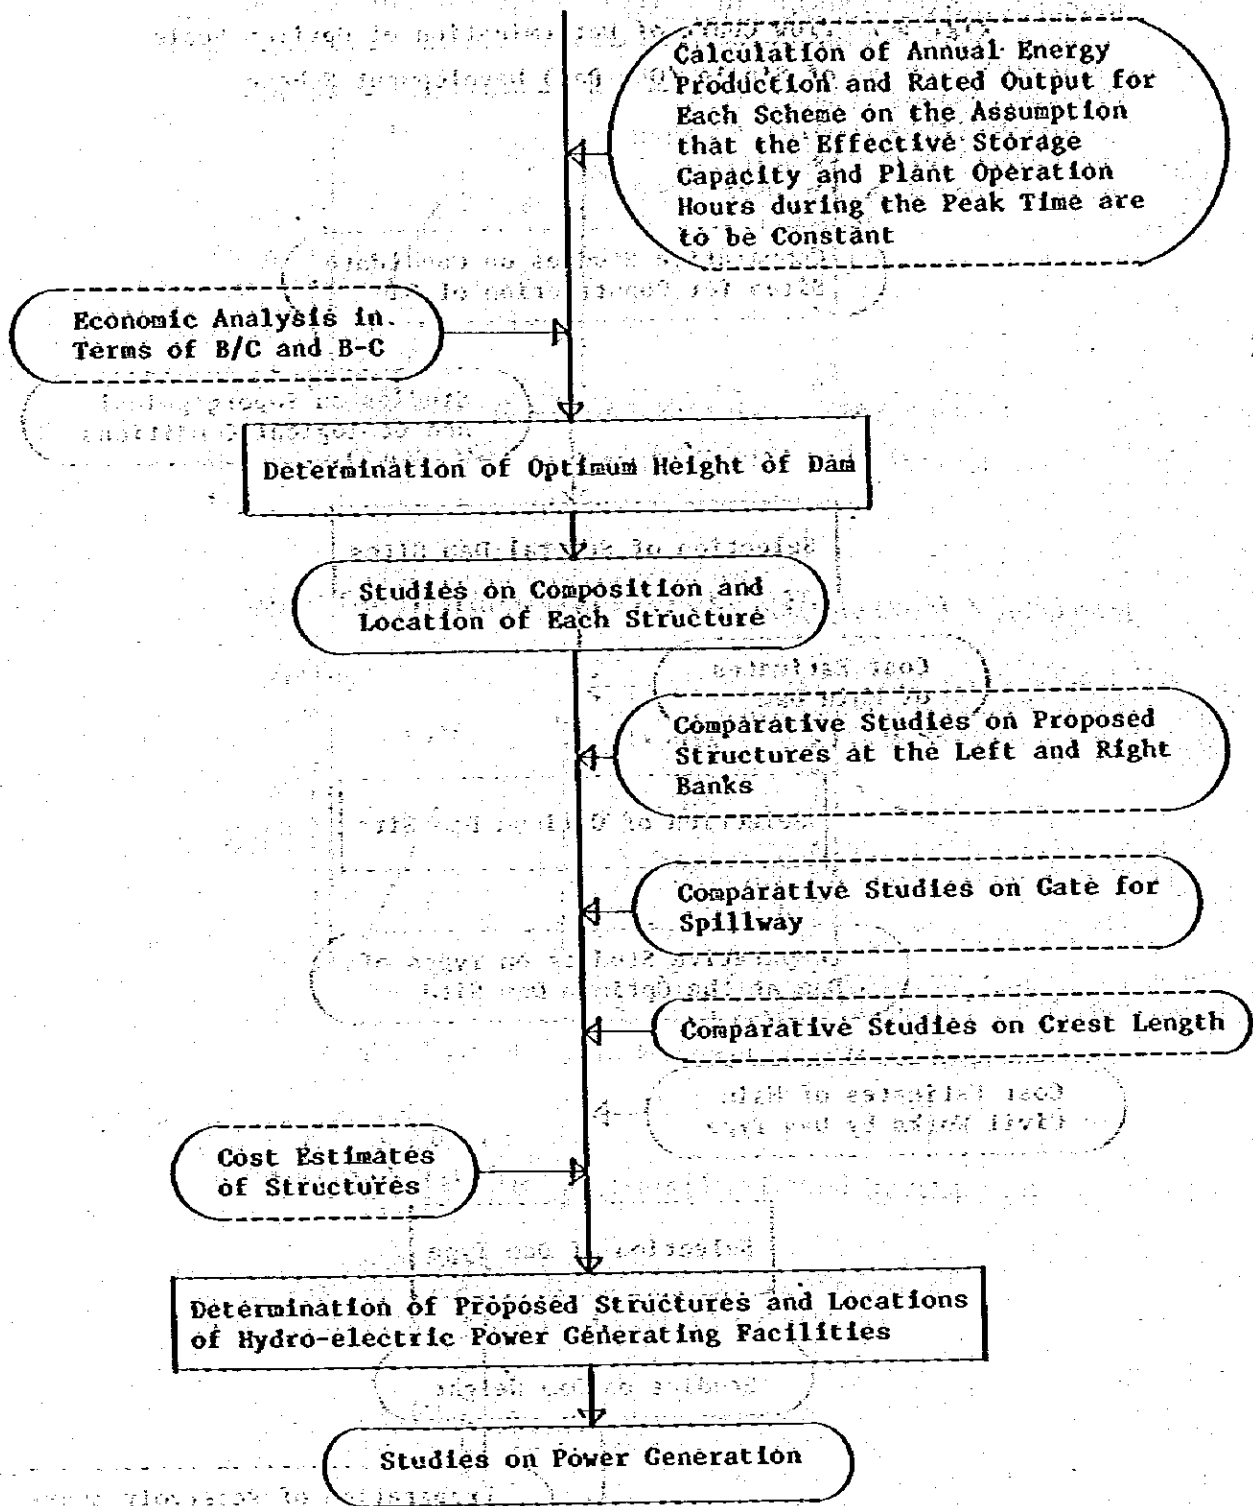 Calculation of Annual Energy
Production and Rated Output for
Each Scheme on the Assumption
that the Effective Storage
Capacity and Plant Operation
Hours during the Peak Time are
to be Constant
Economic Analysis in.
Terms of B/C and B-C
Determination of Optimum Height of Dam
Studies on Composition and
Location of Each Structure
Comparative Studies on Proposed
Structures at the Left and Right
Banks
Comparative Studies on Gate for
Spillway
Comparative Studies on Crest Length
Cost Estimates
of Structures
Determination of Proposed Structures and Locations
of Hydro-electric Power Generating Facilities
Studies on Power Generation